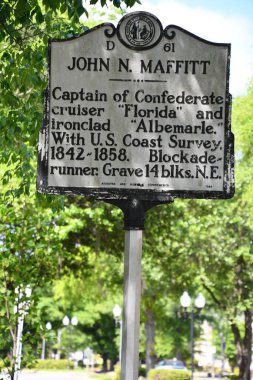 D 61
JOHN N. MAFFITT
Captain of Confederate
cruiser "Florida" and
ironclad "Albemarle."
With U.S. Coast Survey,
1842-1858. Blockade-
runner. Grave 14 blks. N.E.